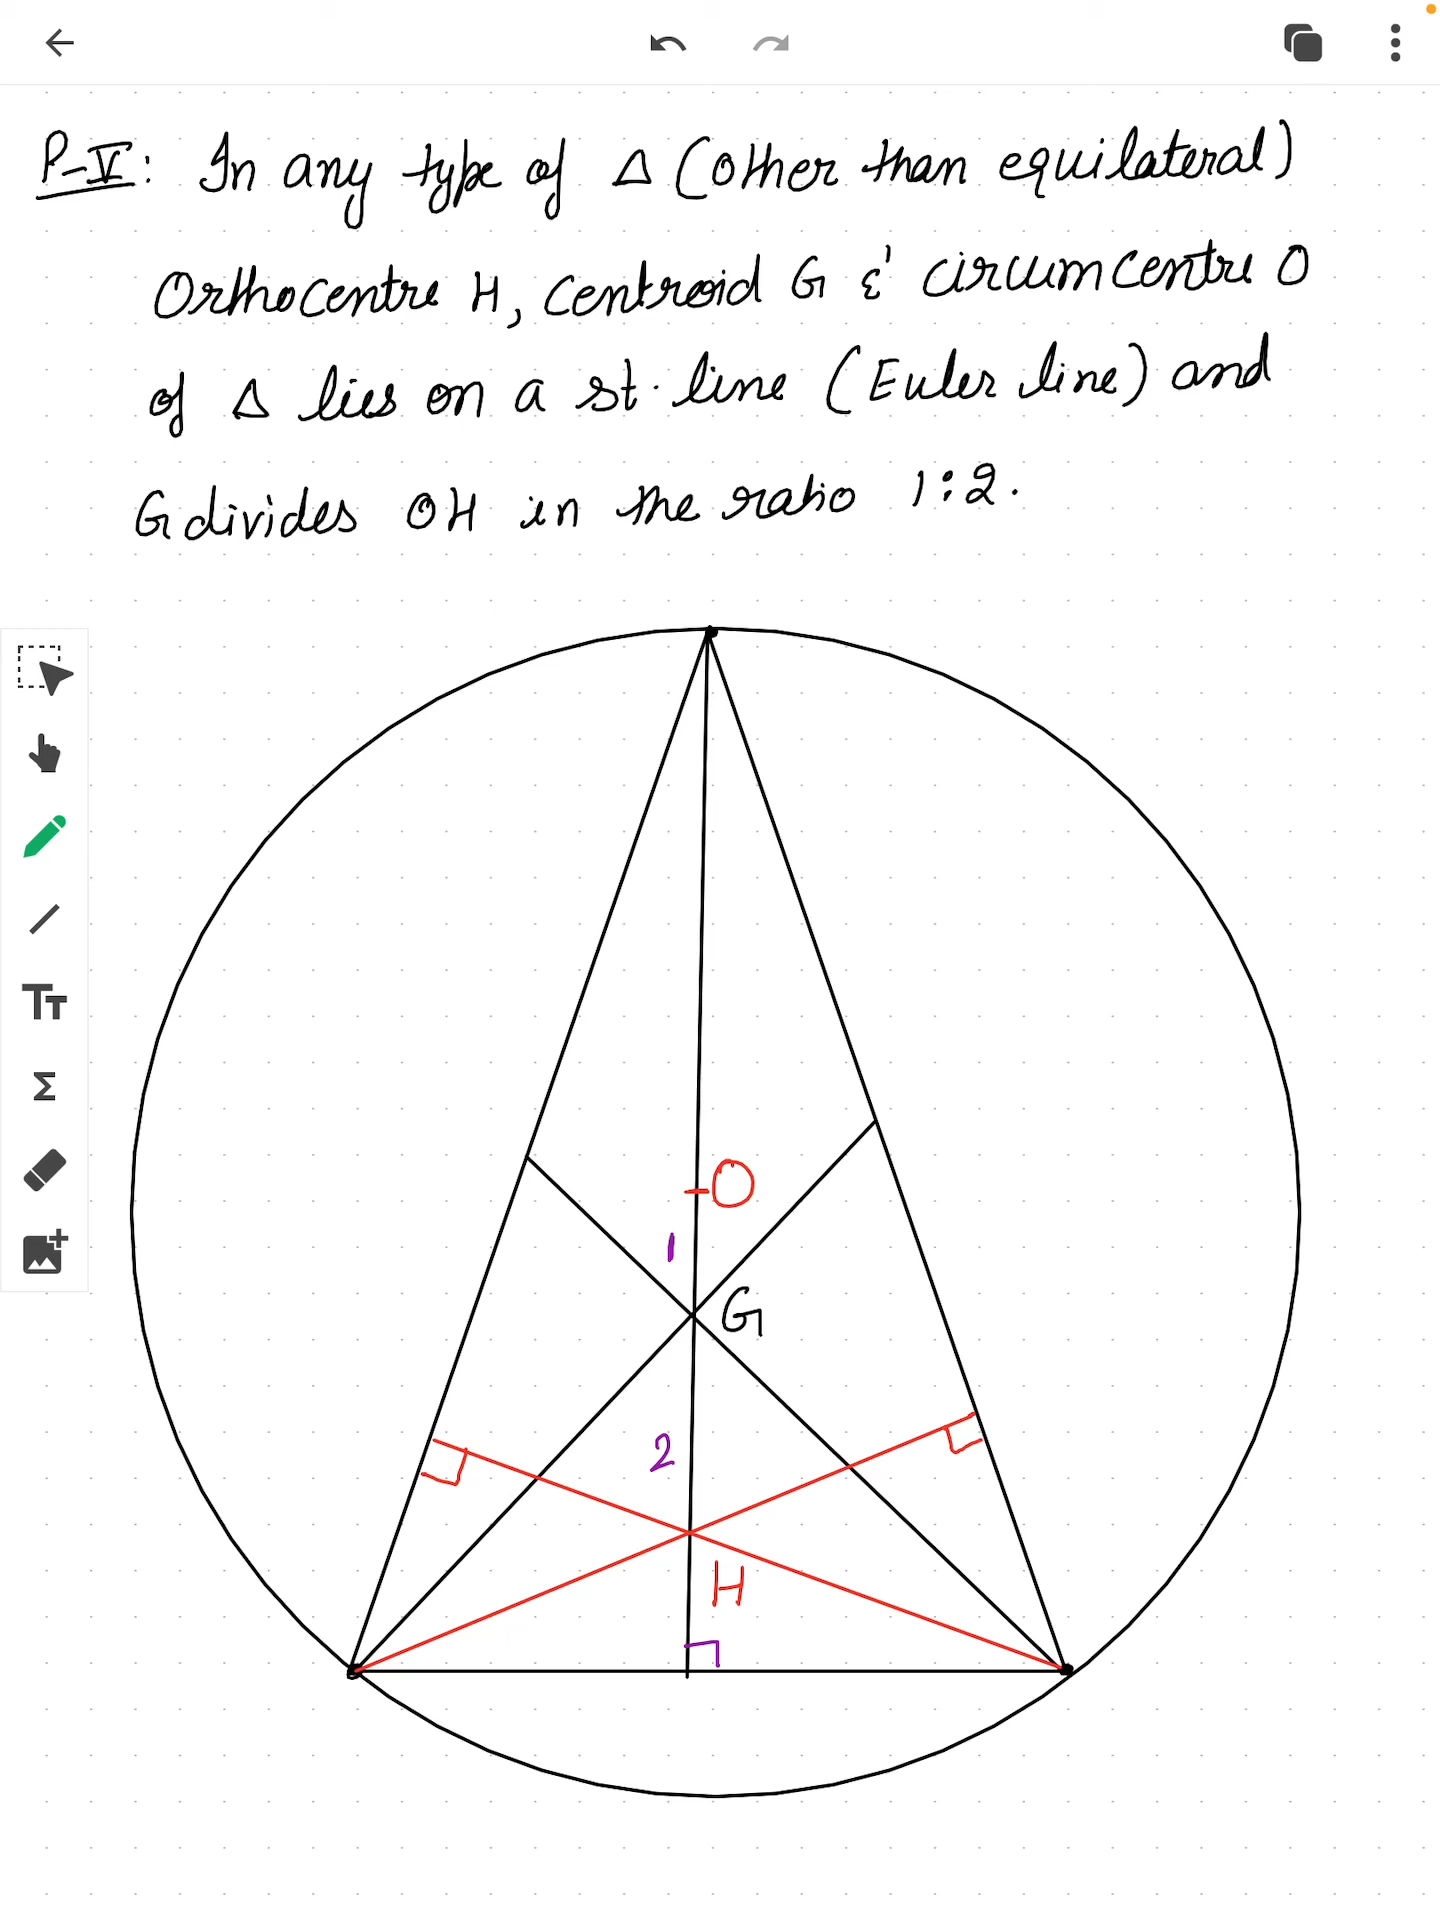 P-V: In any type of Δ (other than equilateral)
Orthocentre H, centroid G & circumcentre O
of Δ lies on a st. line (Euler line) and
G divides OH in the ratio 1:2.
TT
Σ
O
1
G
2
H